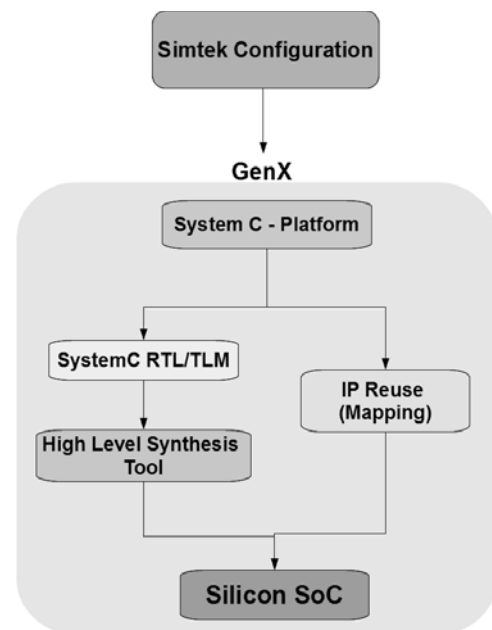 Simtek Configuration
GenX
System C - Platform
SystemC RTL/TLM
IP Reuse
(Mapping)
High Level Synthesis
Tool
Silicon SoC